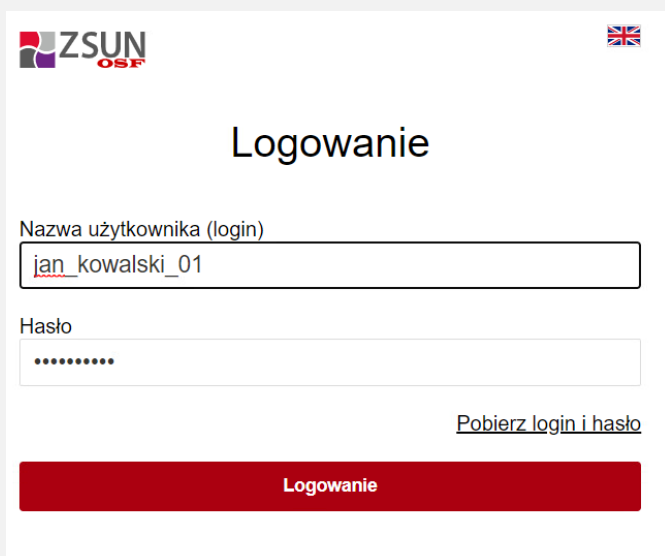 ZSUN
OSF
Logowanie
Nazwa użytkownika (login)
jan_kowalski_01
Hasło
••••••••••
Pobierz login i hasło
Logowanie